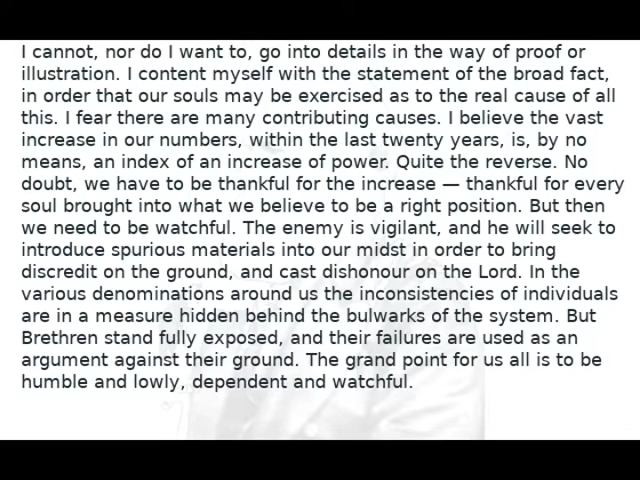 I cannot, nor do I want to, go into details in the way of proof or
illustration. I content myself with the statement of the broad fact,
in order that our souls may be exercised as to the real cause of all
this. I fear there are many contributing causes. I believe the vast
increase in our numbers, within the last twenty years, is, by no
means, an index of an increase of power. Quite the reverse. No
doubt, we have to be thankful for the increase — thankful for every
soul brought into what we believe to be a right position. But then
we need to be watchful. The enemy is vigilant, and he will seek to
introduce spurious materials into our midst in order to bring
discredit on the ground, and cast dishonour on the Lord. In the
various denominations around us the inconsistencies of individuals
are in a measure hidden behind the bulwarks of the system. But
Brethren stand fully exposed, and their failures are used as an
argument against their ground. The grand point for us all is to be
humble and lowly, dependent and watchful.